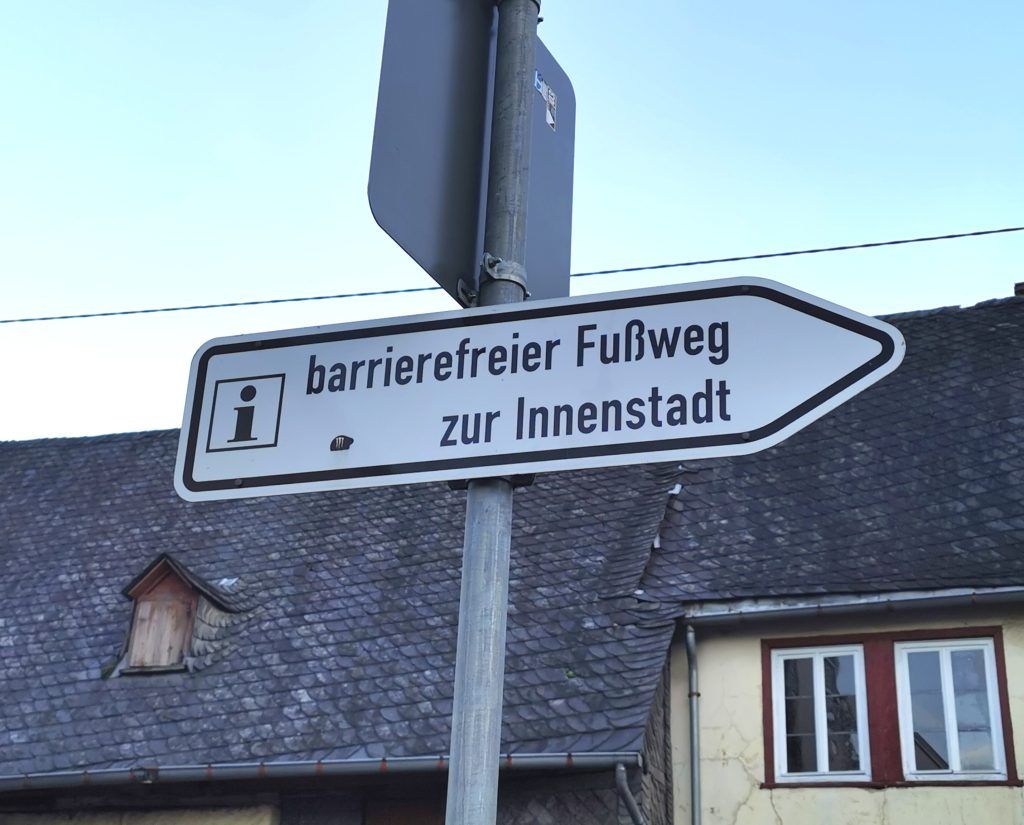 i
barrierefreier Fußweg
zur Innenstadt